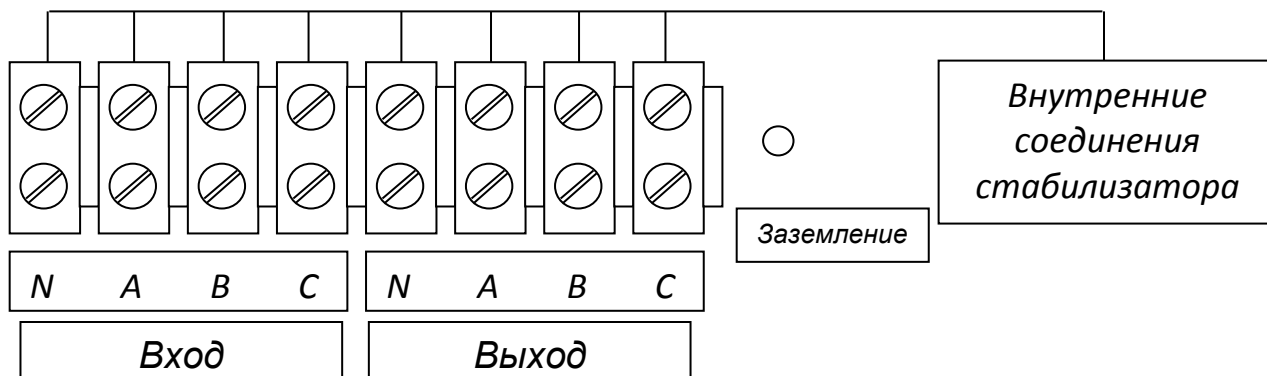 Внутренние
соединения
стабилизатора
Заземление
N A B C N A B C
Вход Выход